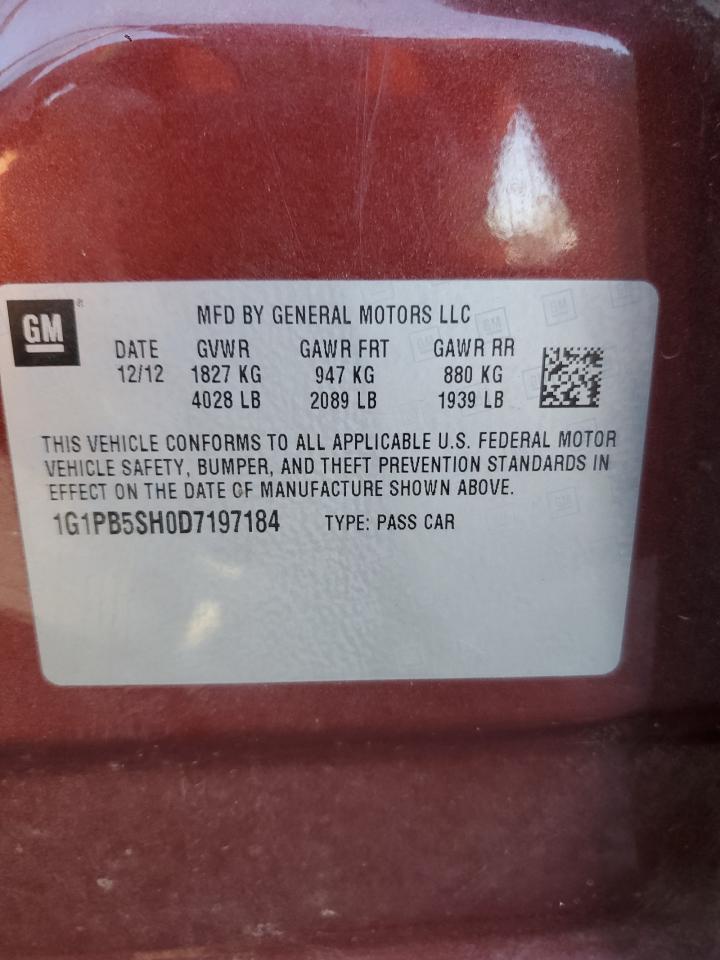 GM
MFD BY GENERAL MOTORS LLC
DATE GVWR GAWR FRT GAWR RR
12/12 1827 KG 947 KG 880 KG
4028 LB 2089 LB 1939 LB
THIS VEHICLE CONFORMS TO ALL APPLICABLE U.S. FEDERAL MOTOR
VEHICLE SAFETY, BUMPER, AND THEFT PREVENTION STANDARDS IN
EFFECT ON THE DATE OF MANUFACTURE SHOWN ABOVE.
1G1PB5SH0D7197184 TYPE: PASS CAR